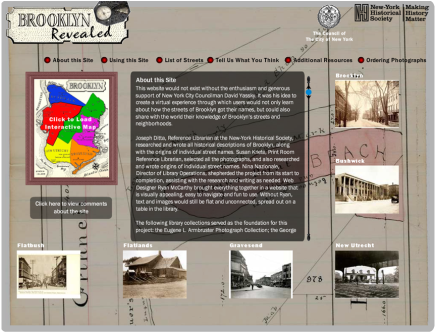 BROOKLYN
Revealed
The Council of
The City of New York
New-York
Historical
Society
Making
History
Matter
About this Site
Using this Site
List of Streets
Tell Us What You Think
Additional Resources
Ordering Photographs
BROOKLYN
Click to Load
Interactive Map
Click here to view comments
about the site
About this Site
This website would not exist without the enthusiasm and generous
support of New York City Councilman David Yassky. It was his idea to
create a virtual experience through which users would not only learn
about how the streets of Brooklyn got their names, but could also
share with the world their knowledge of Brooklyn's streets and
neighborhoods.
Joseph Ditta, Reference Librarian at the New-York Historical Society,
researched and wrote all historical descriptions of Brooklyn, along
with the origins of individual street names. Susan Kriete, Print Room
Reference Librarian, selected all the photographs, and also researched
and wrote origins of individual street names. Nina Nazionale,
Director of Library Operations, shepherded the project from its start to
completion, assisting with the research and writing as needed. Web
Designer Ryan McCarthy brought everything together in a website that
is visually appealing, easy to navigate and fun to use. Without Ryan,
text and images would still be flat and unconnected, spread out on a
table in the library.
The following library collections served as the foundation for this
project: the Eugene L. Armbruster Photograph Collection; the George
Brooklyn
Bushwick
Flatbush
Flatlands
Gravesend
New Utrecht